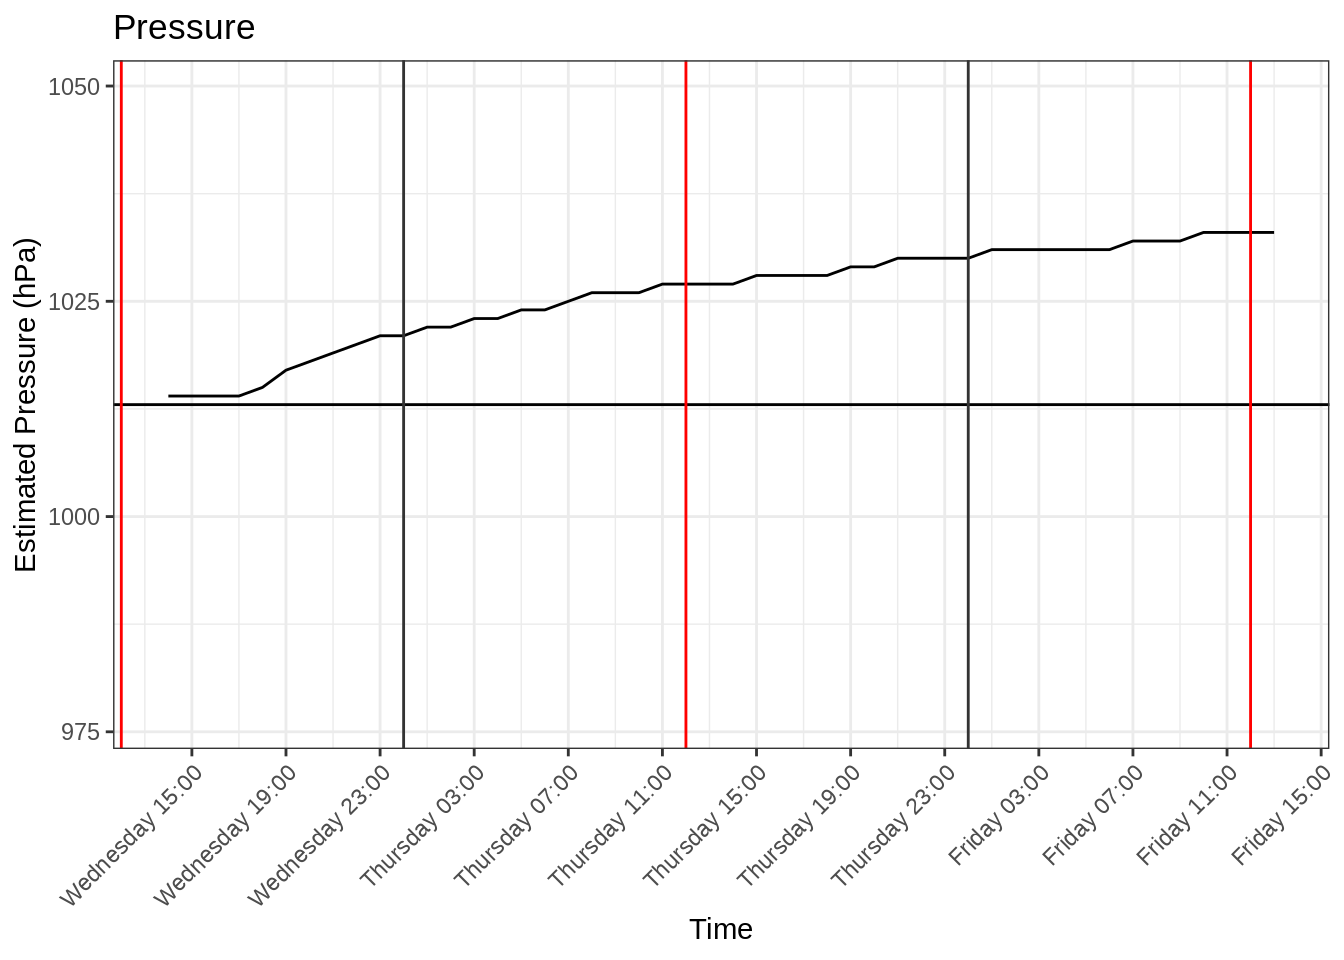 Pressure
Estimated Pressure (hPa)
1050
1025
1000
975
Wednesday 15:00
Wednesday 19:00
Wednesday 23:00
Thursday 03:00
Thursday 07:00
Thursday 11:00
Thursday 15:00
Thursday 19:00
Thursday 23:00
Friday 03:00
Friday 07:00
Friday 11:00
Friday 15:00
Time